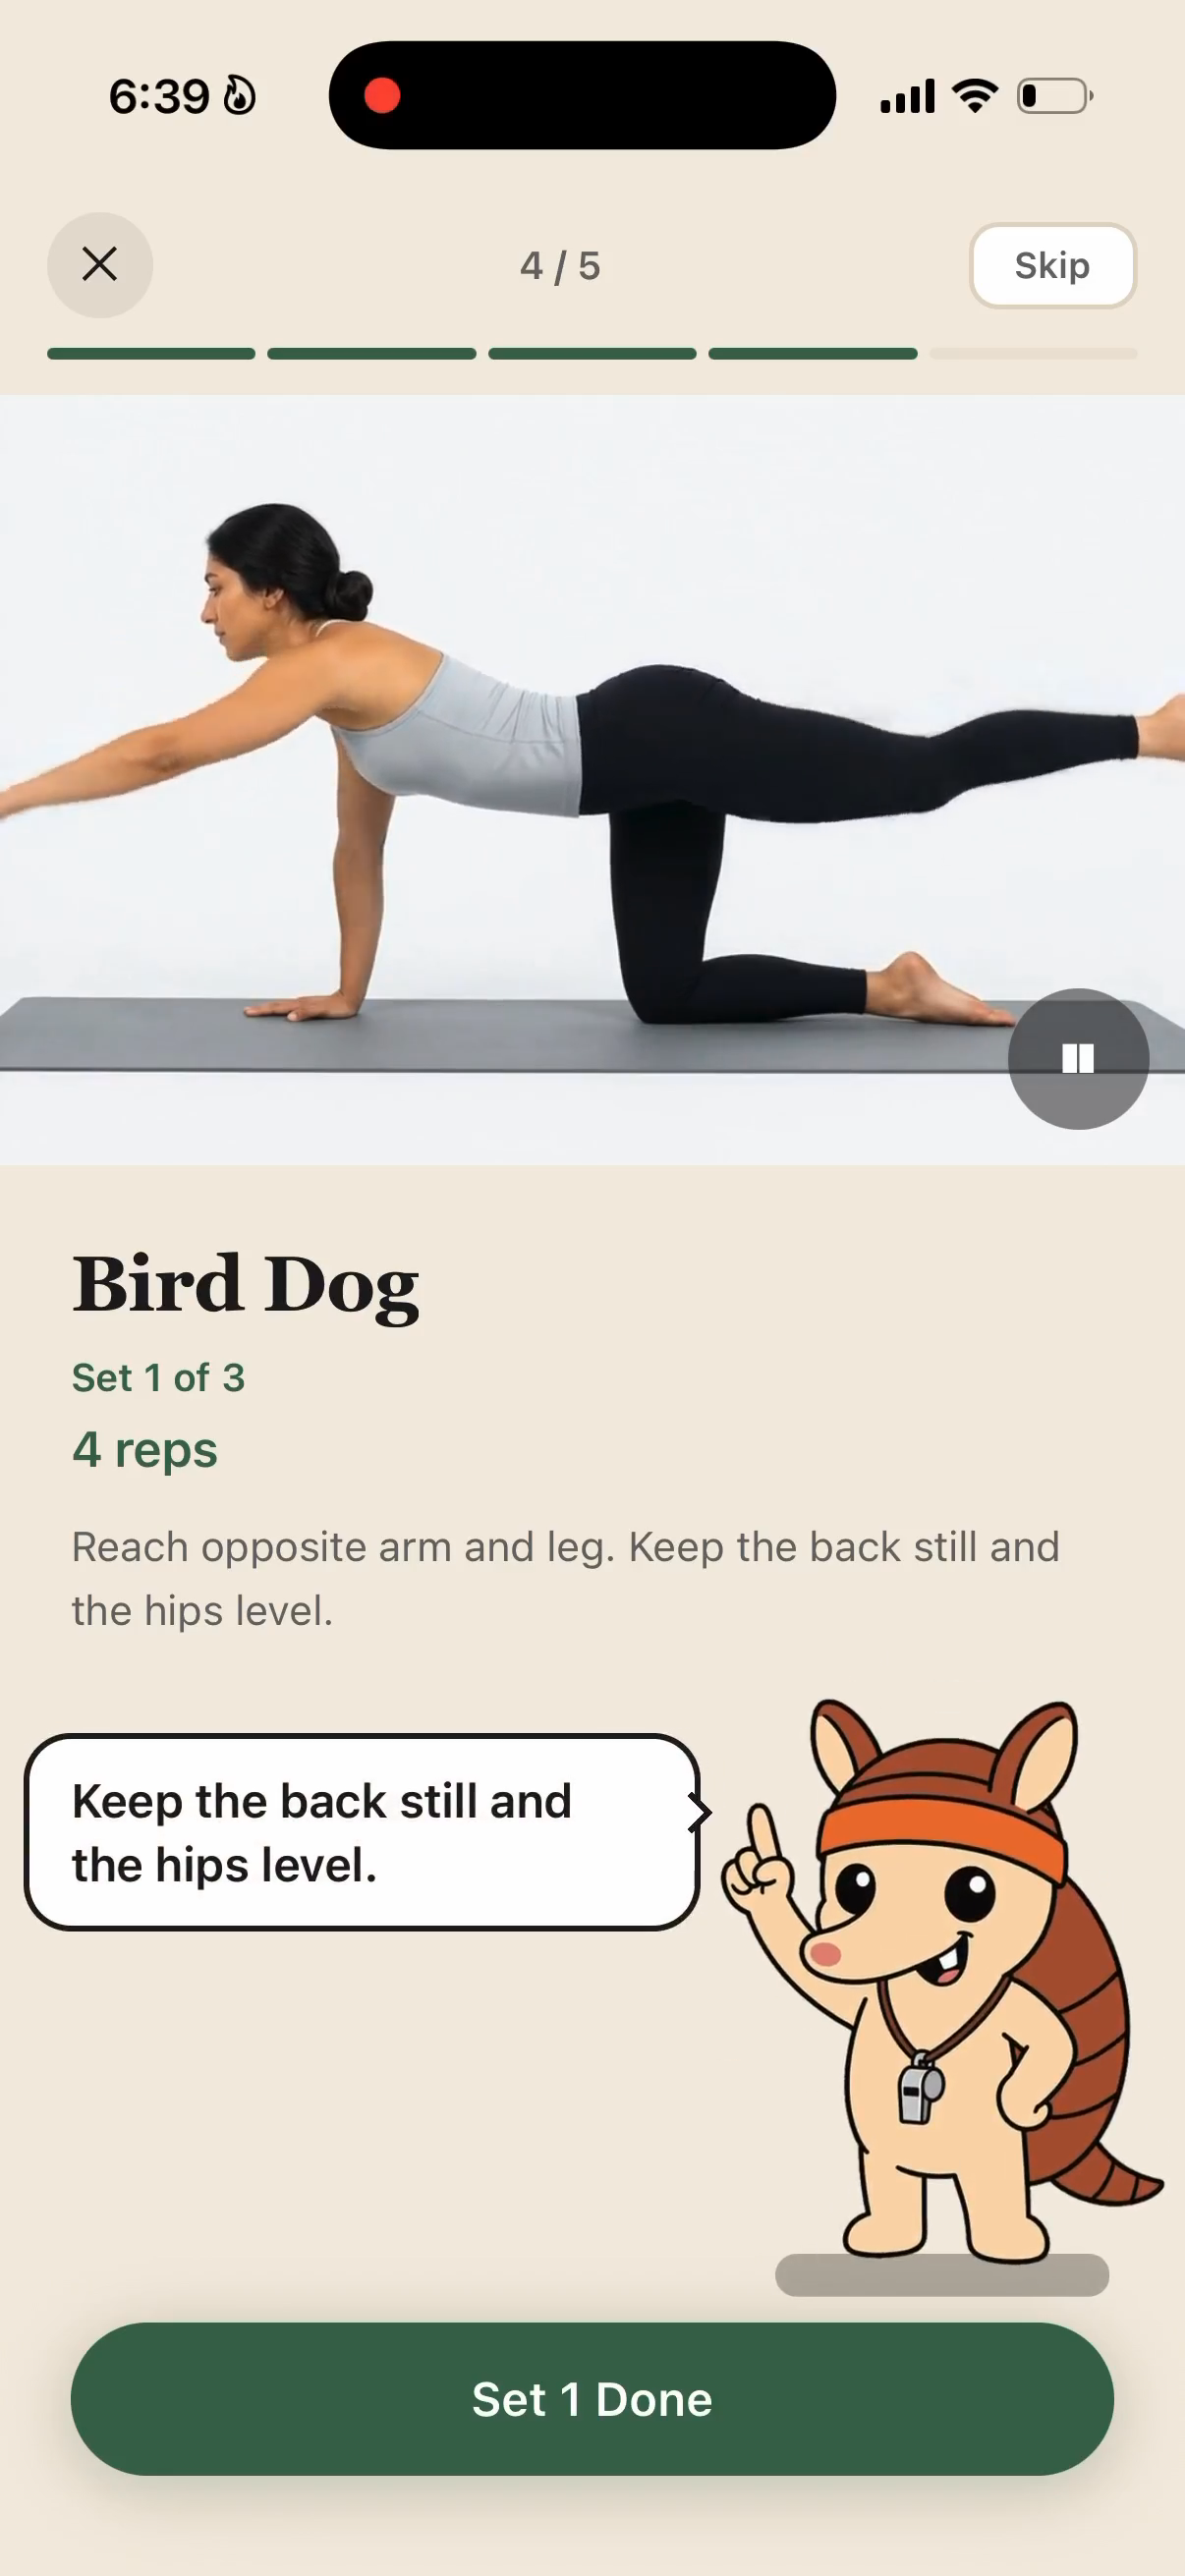 6:39
4 / 5
Skip
Bird Dog
Set 1 of 3
4 reps
Reach opposite arm and leg. Keep the back still and
the hips level.
Keep the back still and
the hips level.
Set 1 Done